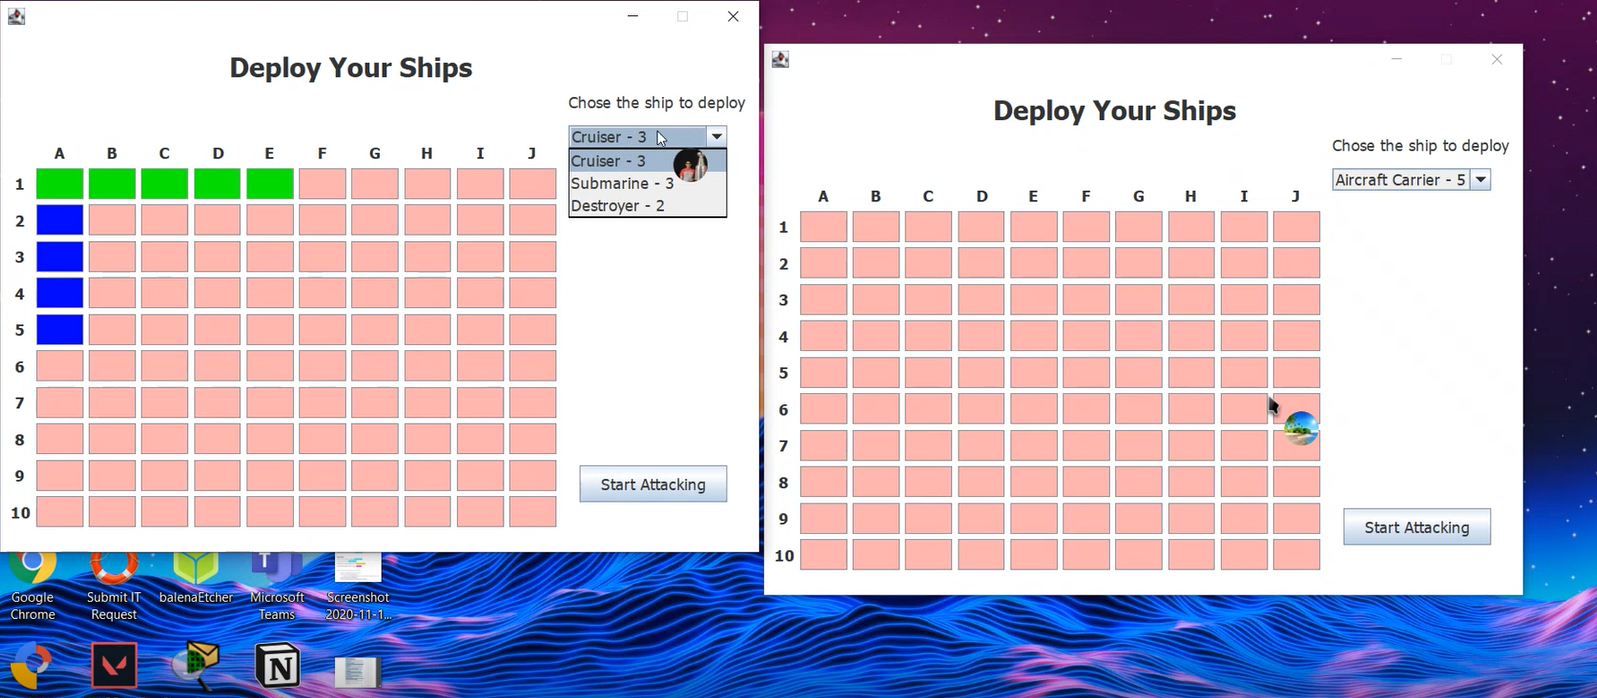 Deploy Your Ships
Chose the ship to deploy
Cruiser - 3
Cruiser - 3
Submarine - 3
Destroyer - 2
A B C D E F G H I J
1
2
3
4
5
6
7
8
9
10
Start Attacking
Deploy Your Ships
Chose the ship to deploy
Aircraft Carrier - 5
A B C D E F G H I J
1
2
3
4
5
6
7
8
9
10
Start Attacking
Google Chrome
Submit IT Request
balenaEtcher
Microsoft Teams
Screenshot 2020-11-1...